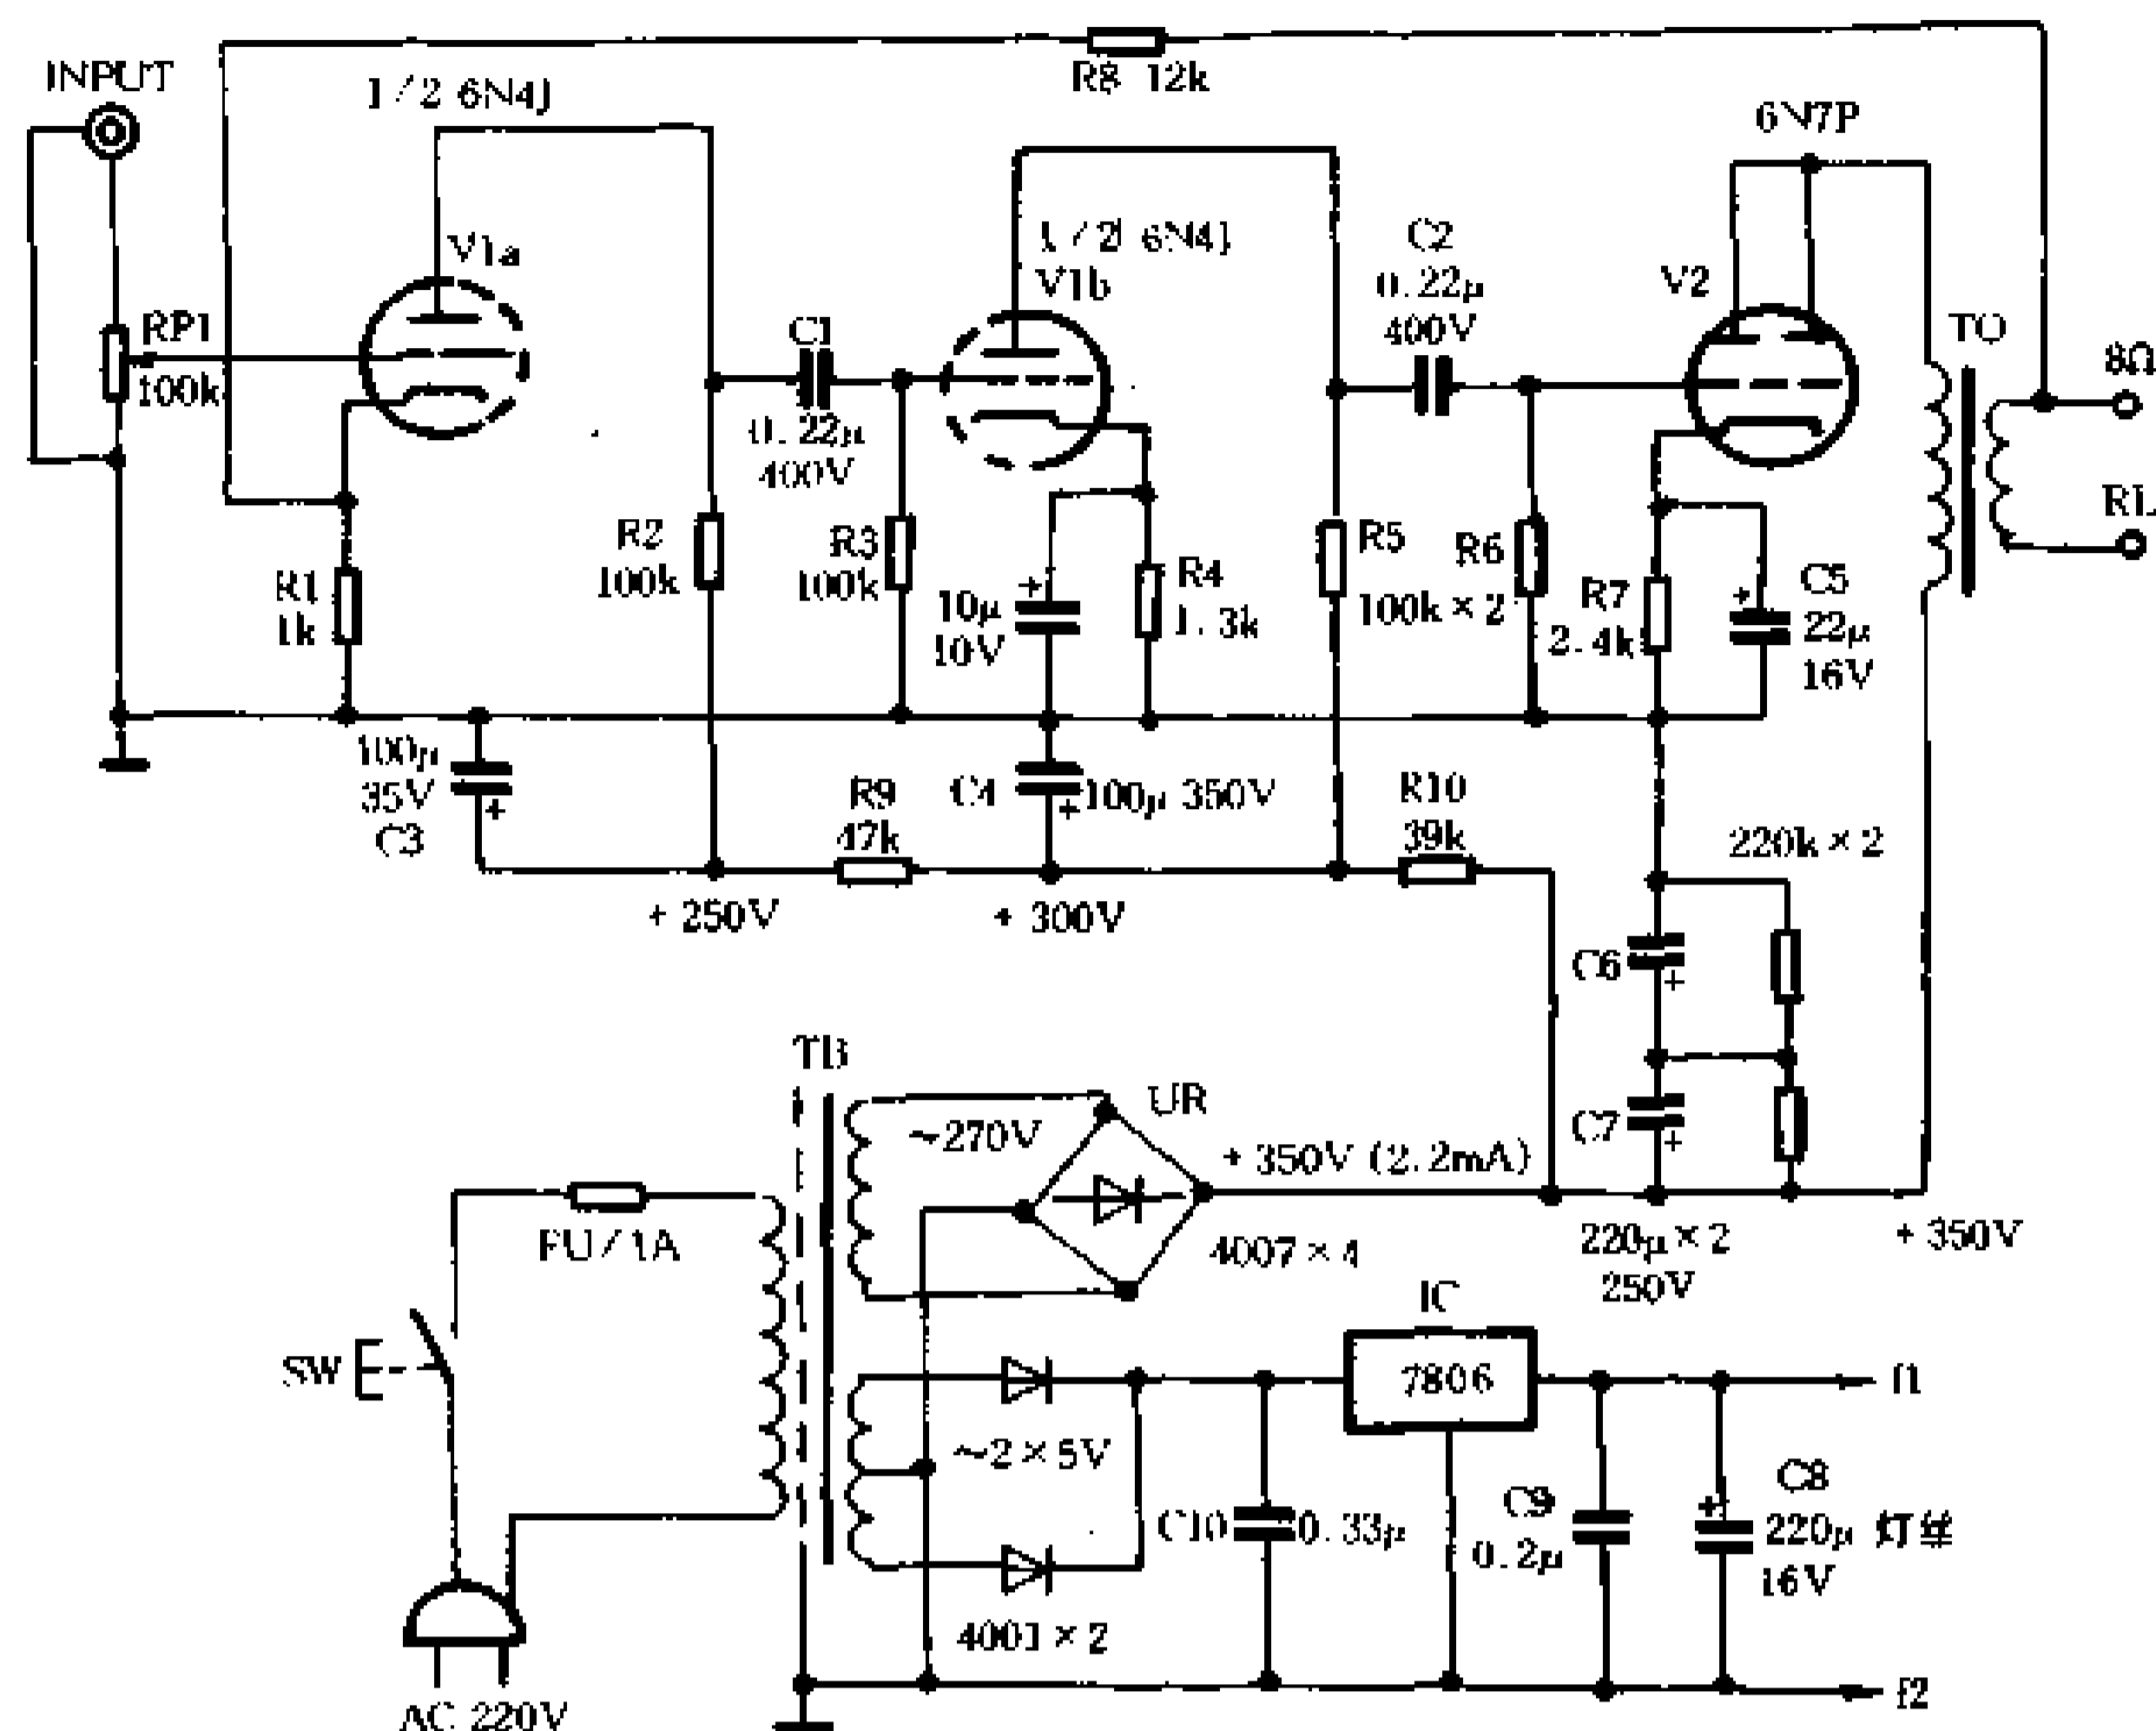 R8 12k
INPUT
1/2 6N4J
6N7P
V1a
1/2 6N4J
V1b
C2
0.22μ
400V
V2
TO
RP1
100k
C1
0.22μ
400V
8Ω
RL
R1
1k
R2
100k
R3
100k
10μ
10V
R4
1.3k
R5
R6
100k×2
R7
2.4k
C5
+
22μ
16V
+
100μ
35V
C3
+
R9
47k
C4
+
100μ 350V
R10
39k
220k×2
+250V
+300V
C6
+
C7
+
TB
~270V
UR
+350V (2.2mA)
4007×4
220μ×2
250V
+350V
FU/1A
SW
IC
7806
f1
~2×5V
C10
0.33μ
C9
0.2μ
C8
+
220μ 灯丝
16V
4001×2
AC 220V
f2